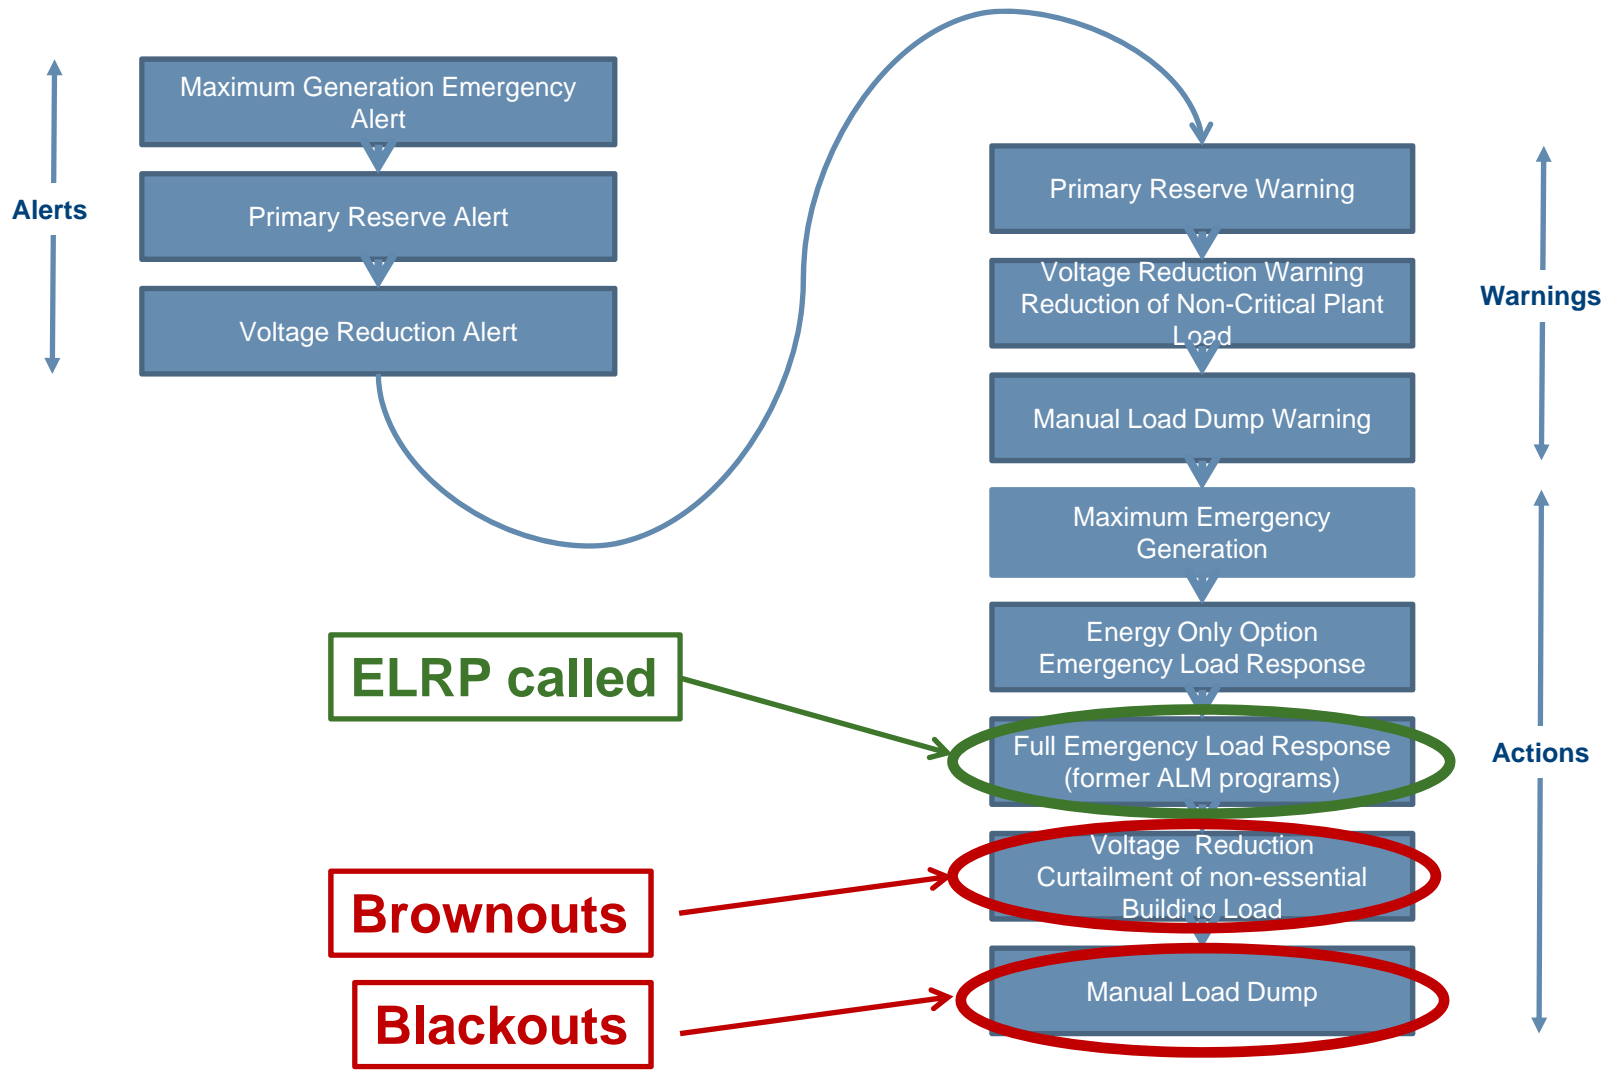 Maximum Generation Emergency
Alert
Primary Reserve Alert
Voltage Reduction Alert
Alerts
Primary Reserve Warning
Voltage Reduction Warning
Reduction of Non-Critical Plant
Load
Manual Load Dump Warning
Warnings
Maximum Emergency
Generation
Energy Only Option
Emergency Load Response
Full Emergency Load Response
(former ALM programs)
Voltage Reduction
Curtailment of non-essential
Building Load
Manual Load Dump
Actions
ELRP called
Brownouts
Blackouts